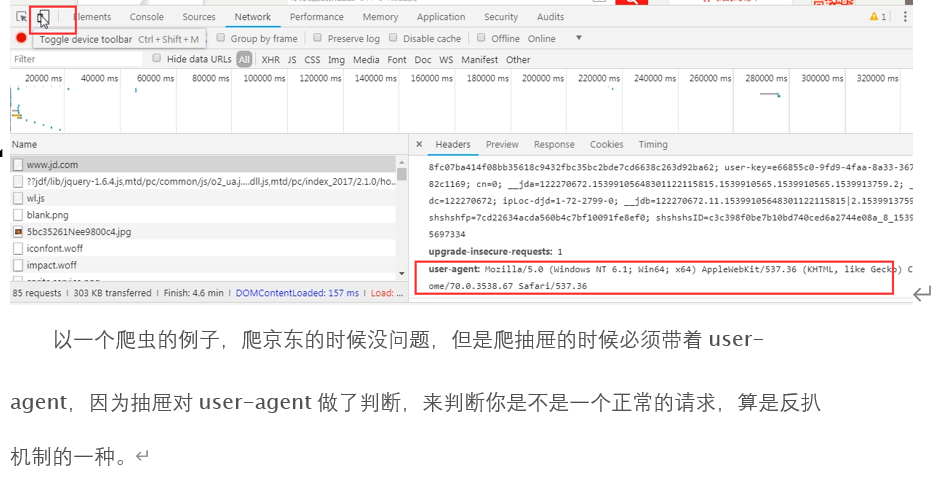 Elements Console Sources Network Performance Memory Application Security Audits 1
Toggle device toolbar Ctrl+Shift+M Group by frame Preserve log Disable cache Offline Online
Filter Hide data URLs All XHR JS CSS Img Media Font Doc WS Manifest Other
20000 ms 40000 ms 60000 ms 80000 ms 100000 ms 120000 ms 140000 ms 160000 ms 180000 ms 200000 ms 220000 ms 240000 ms 260000 ms 280000 ms 300000 ms 320000 ms
Name × Headers Preview Response Cookies Timing
www.jd.com
??jdf/lib/jquery-1.6.4.js,mtd/pc/common/js/o2_ua.j....dll.js,mtd/pc/index_2017/2.1.0/ho...
wl.js
blank.png
5bc35261Nee9800c4.jpg
iconfont.woff
impact.woff
85 requests | 303 KB transferred | Finish: 4.6 min | DOMContentLoaded: 157 ms | Load: ...
8fc07ba414f08bb35618c9432fbc35bc2bde7cd6638c263d92ba62; user-key=e66855c0-9fd9-4faa-8a33-367
82c1169; cn=0; __jda=122270672.15399105648301122115815.1539910565.1539910565.1539913759.2; _
dc=122270672; ipLoc-djd=1-72-2799-0; __jdb=122270672.11.15399105648301122115815|2.1539913759
shshshfp=7cd22634acda560b4c7bf10091fe8ef0; shshshsID=c3c398f0be7b10bd740ced6a2744e08a_8_1539
5697334
upgrade-insecure-requests: 1
user-agent: Mozilla/5.0 (Windows NT 6.1; Win64; x64) AppleWebKit/537.36 (KHTML, like Gecko) C
ome/70.0.3538.67 Safari/537.36
以一个爬虫的例子，爬京东的时候没问题，但是爬抽屉的时候必须带着 user-
agent，因为抽屉对 user-agent 做了判断，来判断你是不是一个正常的请求，算是反扒
机制的一种。